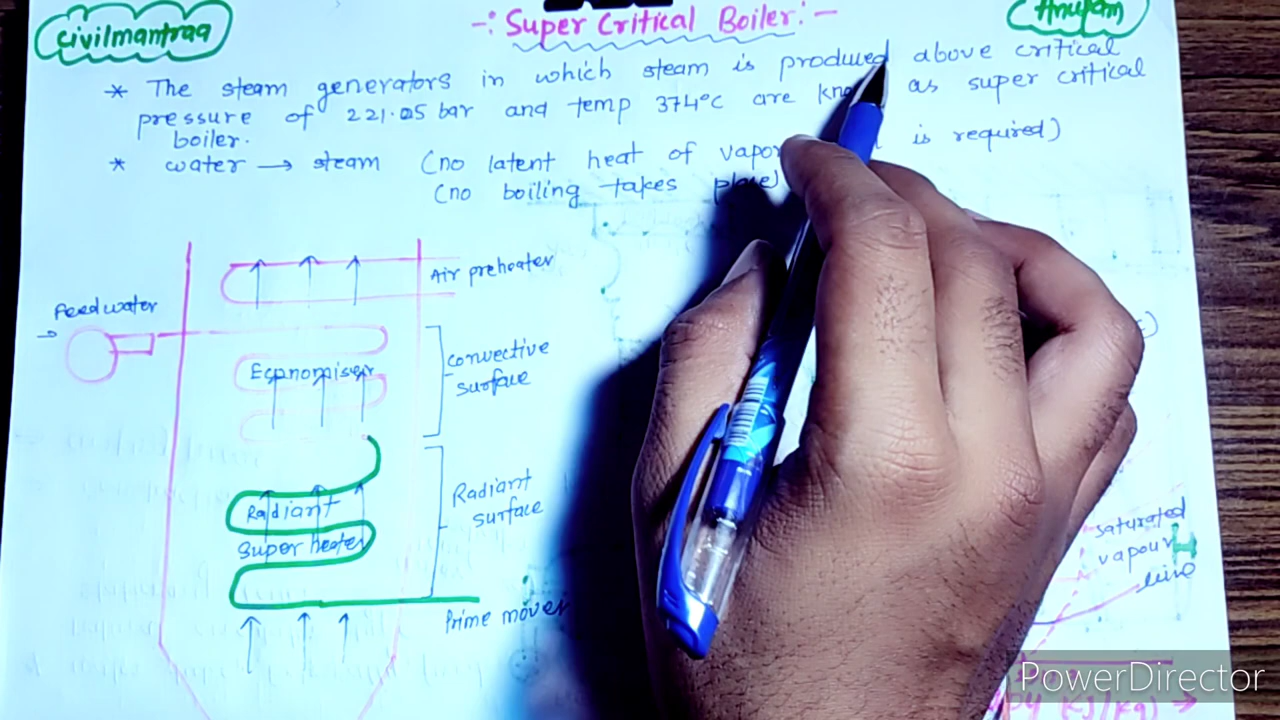 civilmantraa
-: Super Critical Boiler:-
Anupam
* The steam generators in which steam is produced above critical
pressure of 221.05 bar and temp 374°C are as super critical
boiler.
* water → steam (no latent heat of is required)
(no boiling takes place)
Air preheater
Feedwater
Economiser
Convective
surface
Radiant
Super heater
Radiant
surface
Prime mover
saturated
vapour
line
PowerDirector